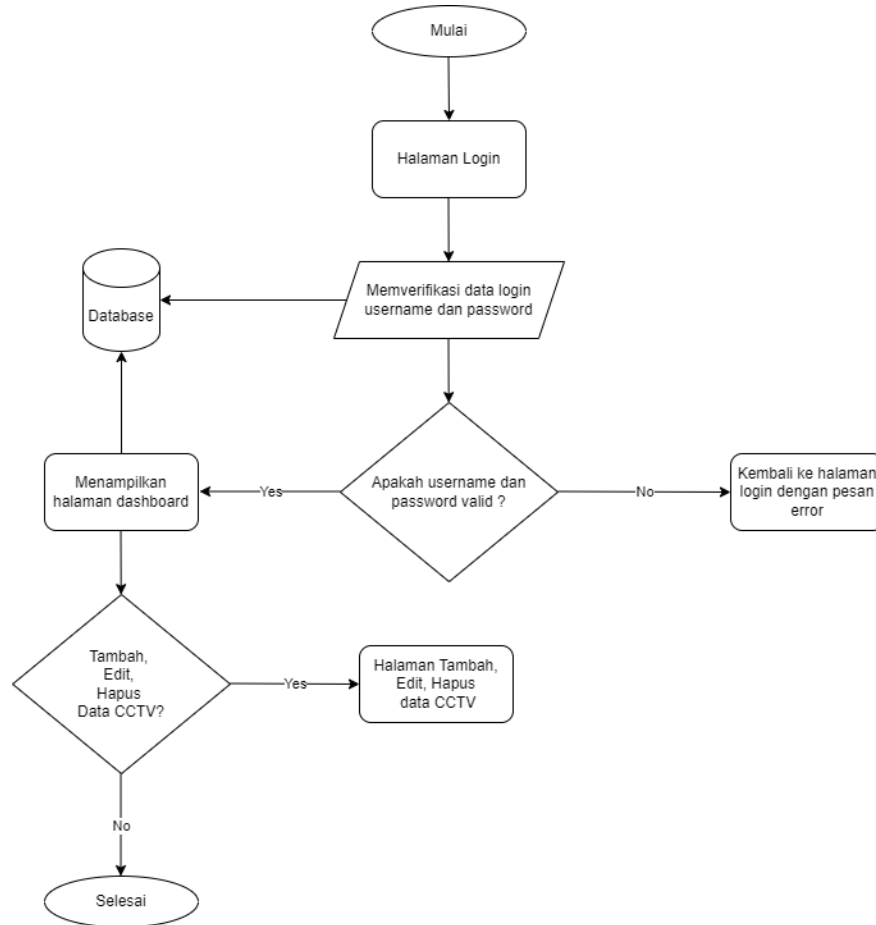 Mulai
Halaman Login
Memverifikasi data login
username dan password
Database
Apakah username dan
password valid ?
Yes
No
Menampilkan
halaman dashboard
Kembali ke halaman
login dengan pesan
error
Tambah,
Edit,
Hapus
Data CCTV?
Yes
Halaman Tambah,
Edit, Hapus
data CCTV
No
Selesai